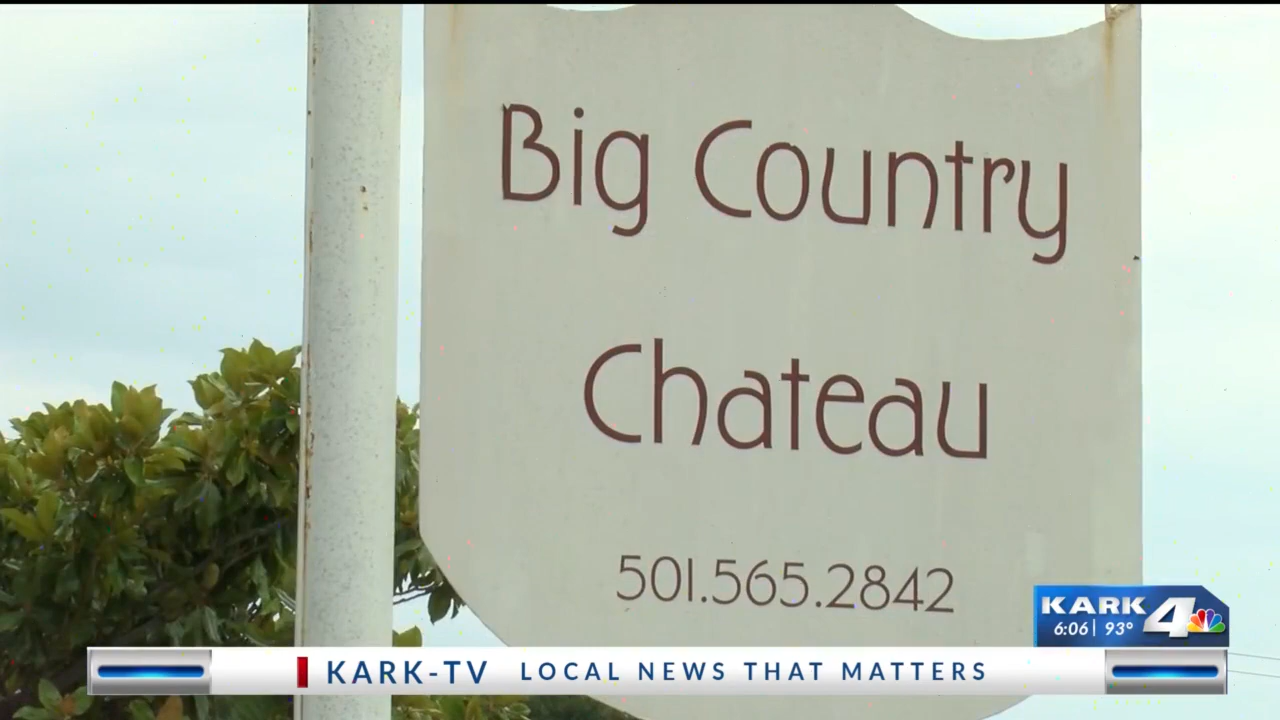 Big Country
Chateau
501.565.2842
KARK 4
6:06 | 93°
KARK-TV LOCAL NEWS THAT MATTERS